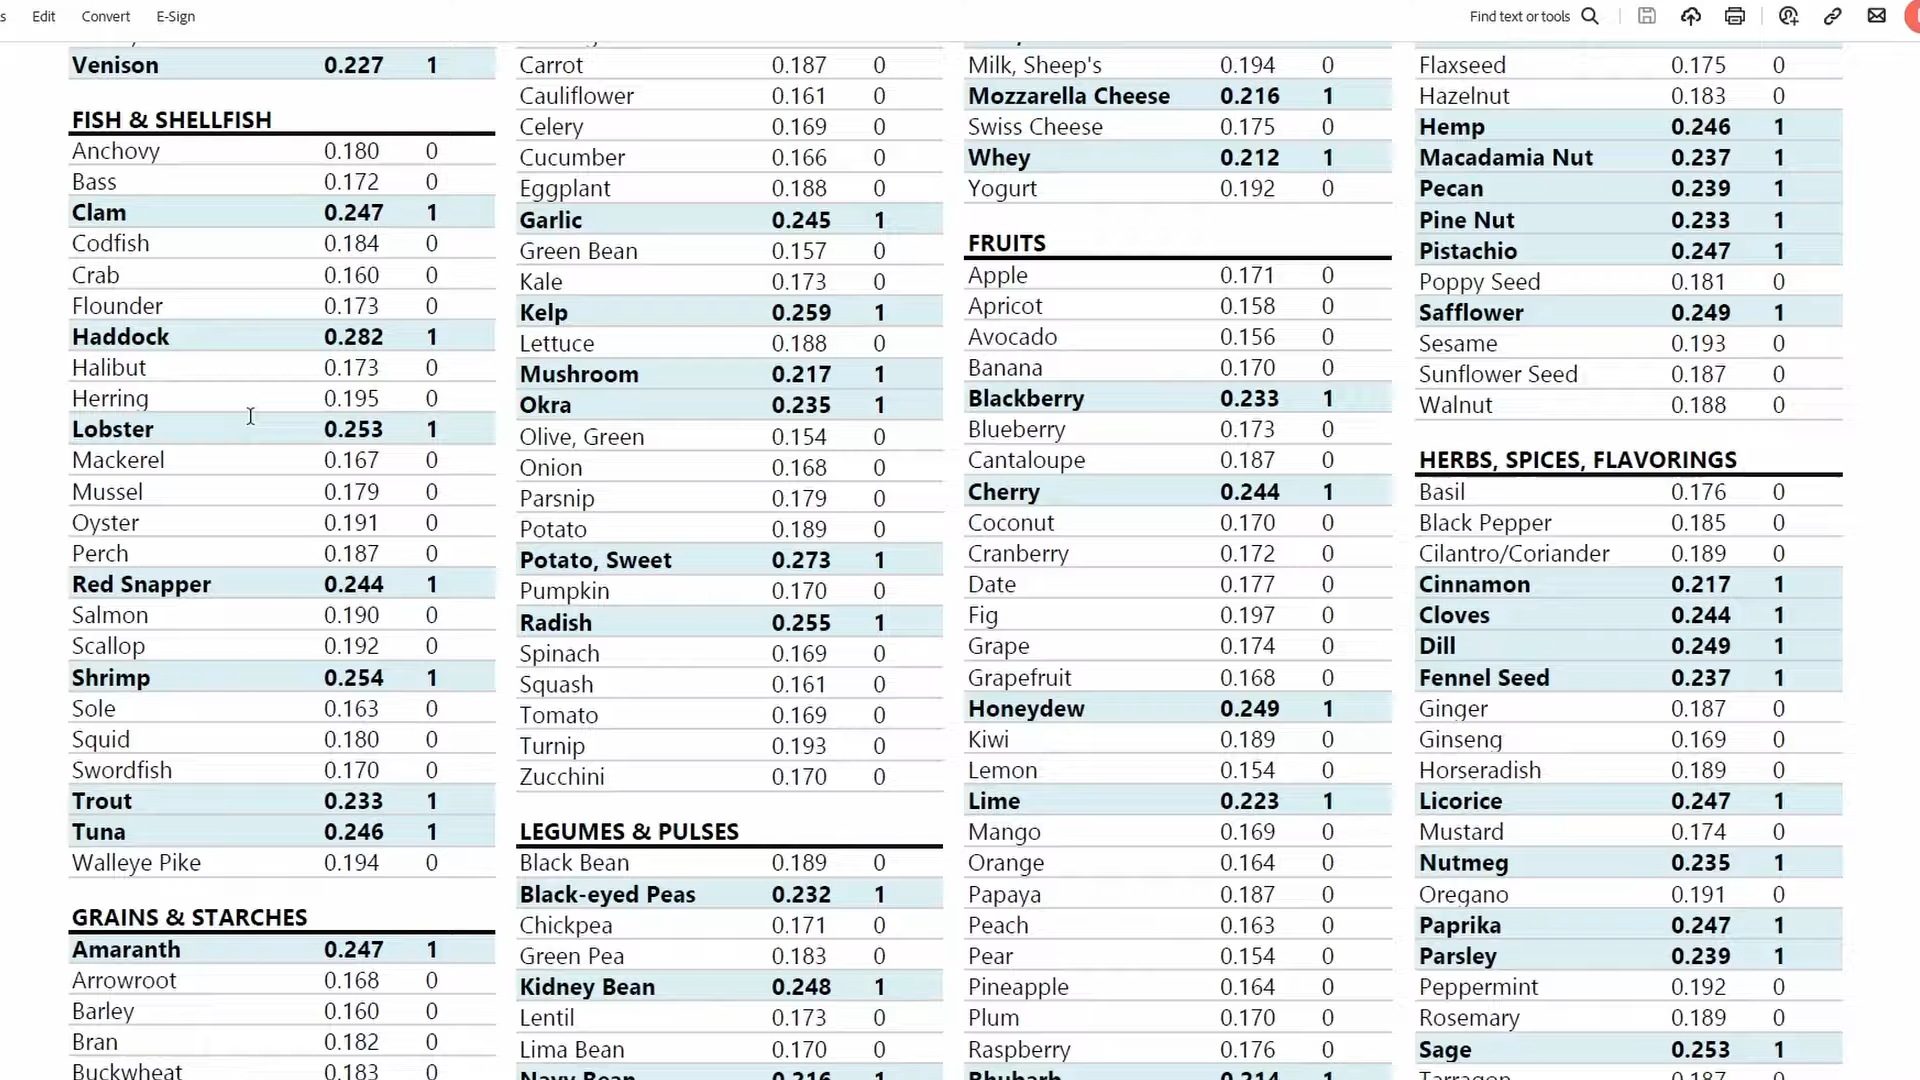 s Edit Convert E-Sign
Find text or tools
Venison 0.227 1
FISH & SHELLFISH
Anchovy 0.180 0
Bass 0.172 0
Clam 0.247 1
Codfish 0.184 0
Crab 0.160 0
Flounder 0.173 0
Haddock 0.282 1
Halibut 0.173 0
Herring 0.195 0
Lobster 0.253 1
Mackerel 0.167 0
Mussel 0.179 0
Oyster 0.191 0
Perch 0.187 0
Red Snapper 0.244 1
Salmon 0.190 0
Scallop 0.192 0
Shrimp 0.254 1
Sole 0.163 0
Squid 0.180 0
Swordfish 0.170 0
Trout 0.233 1
Tuna 0.246 1
Walleye Pike 0.194 0
GRAINS & STARCHES
Amaranth 0.247 1
Arrowroot 0.168 0
Barley 0.160 0
Bran 0.182 0
Buckwheat 0.183 0
Carrot 0.187 0
Cauliflower 0.161 0
Celery 0.169 0
Cucumber 0.166 0
Eggplant 0.188 0
Garlic 0.245 1
Green Bean 0.157 0
Kale 0.173 0
Kelp 0.259 1
Lettuce 0.188 0
Mushroom 0.217 1
Okra 0.235 1
Olive, Green 0.154 0
Onion 0.168 0
Parsnip 0.179 0
Potato 0.189 0
Potato, Sweet 0.273 1
Pumpkin 0.170 0
Radish 0.255 1
Spinach 0.169 0
Squash 0.161 0
Tomato 0.169 0
Turnip 0.193 0
Zucchini 0.170 0
LEGUMES & PULSES
Black Bean 0.189 0
Black-eyed Peas 0.232 1
Chickpea 0.171 0
Green Pea 0.183 0
Kidney Bean 0.248 1
Lentil 0.173 0
Lima Bean 0.170 0
Navy Bean 0.216 1
Milk, Sheep's 0.194 0
Mozzarella Cheese 0.216 1
Swiss Cheese 0.175 0
Whey 0.212 1
Yogurt 0.192 0
FRUITS
Apple 0.171 0
Apricot 0.158 0
Avocado 0.156 0
Banana 0.170 0
Blackberry 0.233 1
Blueberry 0.173 0
Cantaloupe 0.187 0
Cherry 0.244 1
Coconut 0.170 0
Cranberry 0.172 0
Date 0.177 0
Fig 0.197 0
Grape 0.174 0
Grapefruit 0.168 0
Honeydew 0.249 1
Kiwi 0.189 0
Lemon 0.154 0
Lime 0.223 1
Mango 0.169 0
Orange 0.164 0
Papaya 0.187 0
Peach 0.163 0
Pear 0.154 0
Pineapple 0.164 0
Plum 0.170 0
Raspberry 0.176 0
Rhubarb 0.214 1
Flaxseed 0.175 0
Hazelnut 0.183 0
Hemp 0.246 1
Macadamia Nut 0.237 1
Pecan 0.239 1
Pine Nut 0.233 1
Pistachio 0.247 1
Poppy Seed 0.181 0
Safflower 0.249 1
Sesame 0.193 0
Sunflower Seed 0.187 0
Walnut 0.188 0
HERBS, SPICES, FLAVORINGS
Basil 0.176 0
Black Pepper 0.185 0
Cilantro/Coriander 0.189 0
Cinnamon 0.217 1
Cloves 0.244 1
Dill 0.249 1
Fennel Seed 0.237 1
Ginger 0.187 0
Ginseng 0.169 0
Horseradish 0.189 0
Licorice 0.247 1
Mustard 0.174 0
Nutmeg 0.235 1
Oregano 0.191 0
Paprika 0.247 1
Parsley 0.239 1
Peppermint 0.192 0
Rosemary 0.189 0
Sage 0.253 1
Tarragon 0.187 0